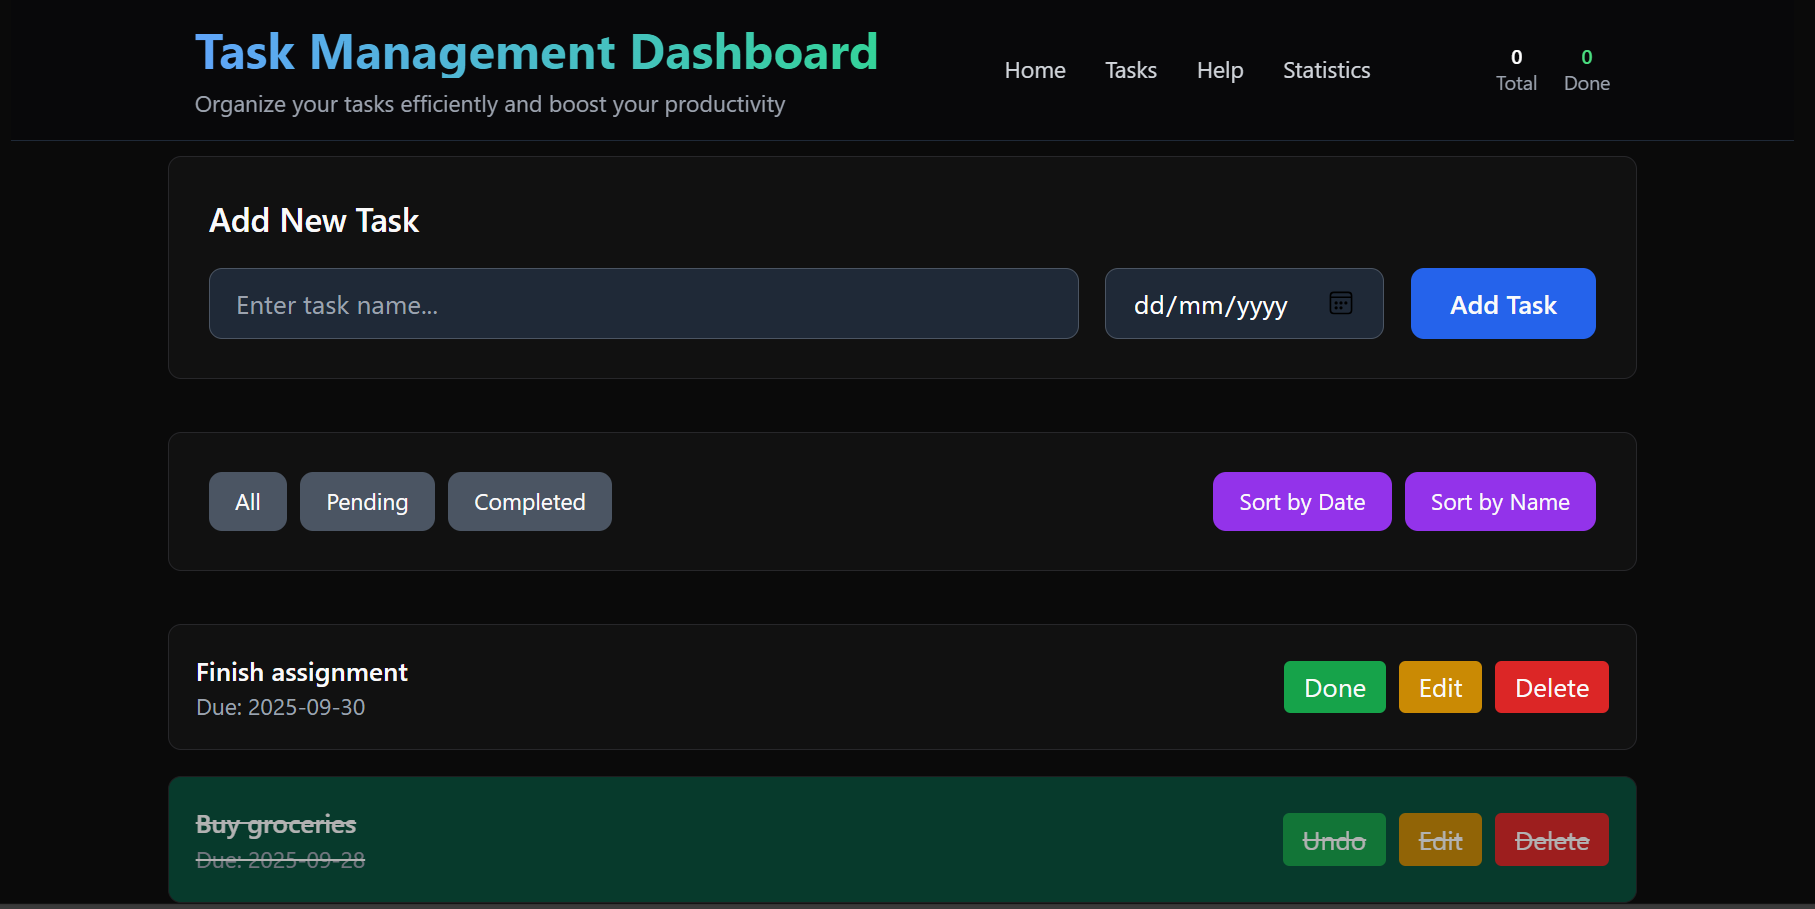 Task Management Dashboard
Organize your tasks efficiently and boost your productivity
Home Tasks Help Statistics
0 0
Total Done
Add New Task
Enter task name... dd/mm/yyyy Add Task
All Pending Completed Sort by Date Sort by Name
Finish assignment
Due: 2025-09-30
Done Edit Delete
Buy groceries
Due: 2025-09-28
Undo Edit Delete